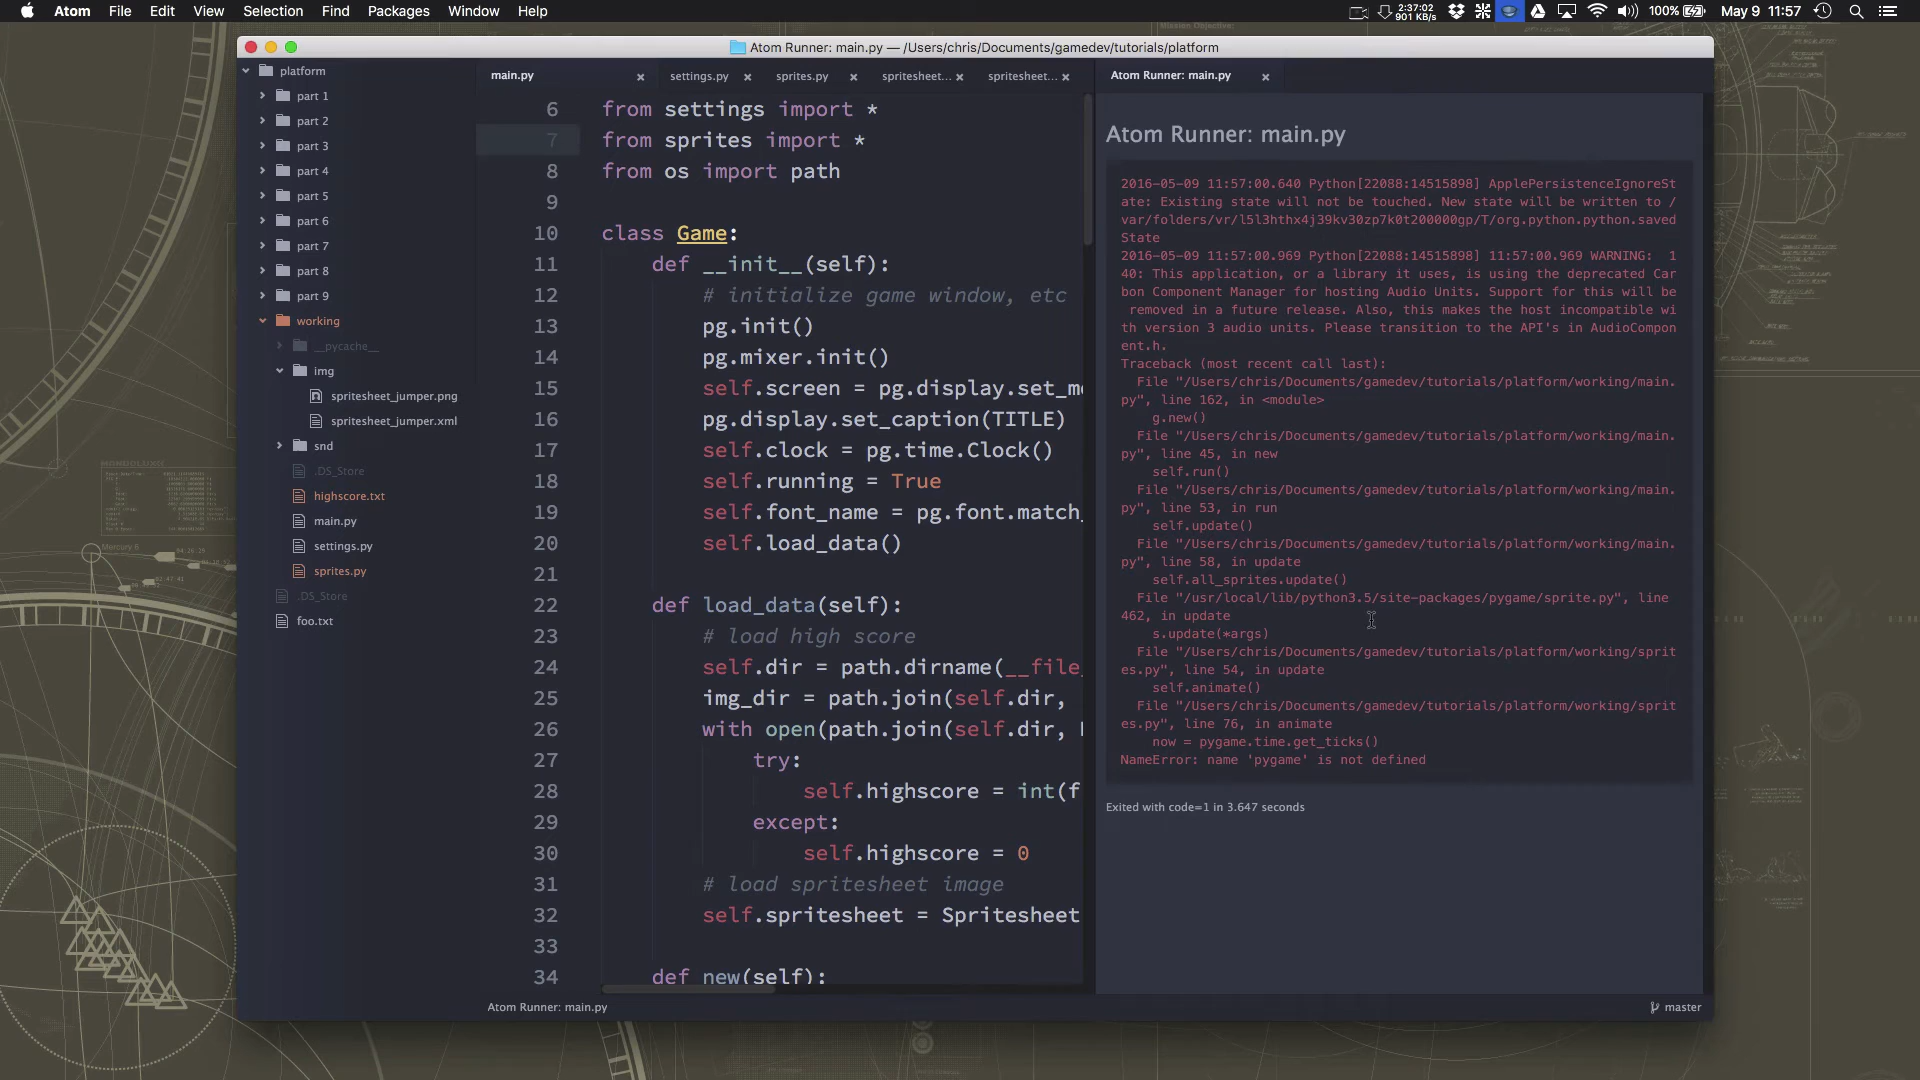 Atom File Edit View Selection Find Packages Window Help
2:37:02
901 KB/s
100% May 9 11:57
Atom Runner: main.py — /Users/chris/Documents/gamedev/tutorials/platform
platform
part 1
part 2
part 3
part 4
part 5
part 6
part 7
part 8
part 9
working
__pycache__
img
spritesheet_jumper.png
spritesheet_jumper.xml
snd
.DS_Store
highscore.txt
main.py
settings.py
sprites.py
.DS_Store
foo.txt
main.py settings.py sprites.py spritesheet... spritesheet...
6 from settings import *
7 from sprites import *
8 from os import path
9
10 class Game:
11 def __init__(self):
12 # initialize game window, etc
13 pg.init()
14 pg.mixer.init()
15 self.screen = pg.display.set_mo
16 pg.display.set_caption(TITLE)
17 self.clock = pg.time.Clock()
18 self.running = True
19 self.font_name = pg.font.match_
20 self.load_data()
21
22 def load_data(self):
23 # load high score
24 self.dir = path.dirname(__file_
25 img_dir = path.join(self.dir,
26 with open(path.join(self.dir,
27 try:
28 self.highscore = int(f
29 except:
30 self.highscore = 0
31 # load spritesheet image
32 self.spritesheet = Spritesheet
33
34 def new(self):
Atom Runner: main.py
Atom Runner: main.py
2016-05-09 11:57:00.640 Python[22088:14515898] ApplePersistenceIgnoreSt
ate: Existing state will not be touched. New state will be written to /
var/folders/vr/l5l3hthx4j39kv30zp7k0t200000gp/T/org.python.python.saved
State
2016-05-09 11:57:00.969 Python[22088:14515898] 11:57:00.969 WARNING:  1
40: This application, or a library it uses, is using the deprecated Car
bon Component Manager for hosting Audio Units. Support for this will be
removed in a future release. Also, this makes the host incompatible wi
th version 3 audio units. Please transition to the API's in AudioCompon
ent.h.
Traceback (most recent call last):
File "/Users/chris/Documents/gamedev/tutorials/platform/working/main.
py", line 162, in <module>
g.new()
File "/Users/chris/Documents/gamedev/tutorials/platform/working/main.
py", line 45, in new
self.run()
File "/Users/chris/Documents/gamedev/tutorials/platform/working/main.
py", line 53, in run
self.update()
File "/Users/chris/Documents/gamedev/tutorials/platform/working/main.
py", line 58, in update
self.all_sprites.update()
File "/usr/local/lib/python3.5/site-packages/pygame/sprite.py", line
462, in update
s.update(*args)
File "/Users/chris/Documents/gamedev/tutorials/platform/working/sprit
es.py", line 54, in update
self.animate()
File "/Users/chris/Documents/gamedev/tutorials/platform/working/sprit
es.py", line 76, in animate
now = pygame.time.get_ticks()
NameError: name 'pygame' is not defined
Exited with code=1 in 3.647 seconds
Atom Runner: main.py
master